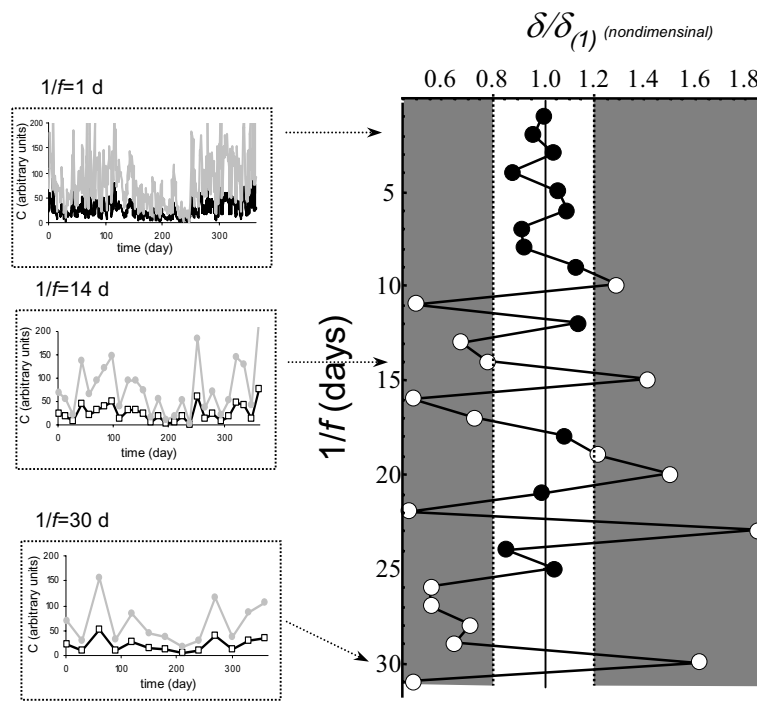 δ/δ(1) (nondimensinal)
0.6 0.8 1.0 1.2 1.4 1.6 1.8
1/f=1 d
C (arbitrary units)
200
150
100
50
0
0 100 200 300
time (day)
1/f=14 d
C (arbitrary units)
200
150
100
50
0
0 100 200 300
time (day)
1/f=30 d
C (arbitrary units)
200
150
100
50
0
0 100 200 300
time (day)
1/f (days)
5
10
15
20
25
30